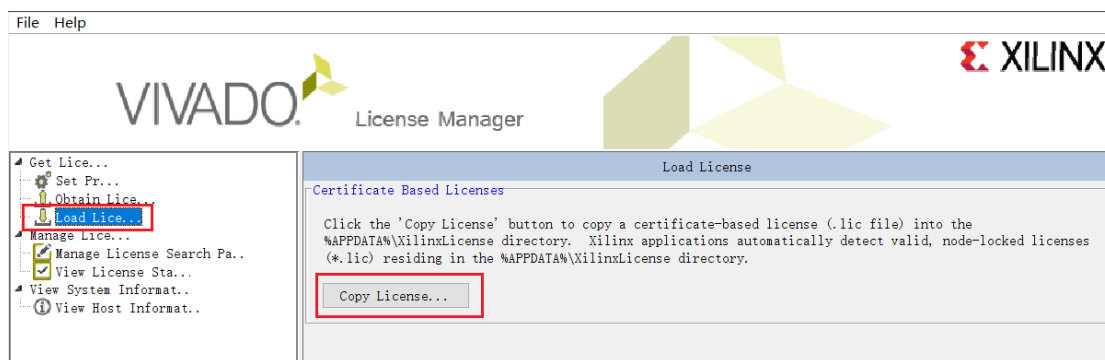 File Help
XILINX
VIVADO.
License Manager
Get Lice...
Set Pr...
Obtain Lice...
Load Lice...
Manage Lice...
Manage License Search Pa..
View License Sta..
View System Informat..
View Host Informat..
Load License
Certificate Based Licenses
Click the 'Copy License' button to copy a certificate-based license (.lic file) into the
%APPDATA%\XilinxLicense directory. Xilinx applications automatically detect valid, node-locked licenses
(*.lic) residing in the %APPDATA%\XilinxLicense directory.
Copy License...